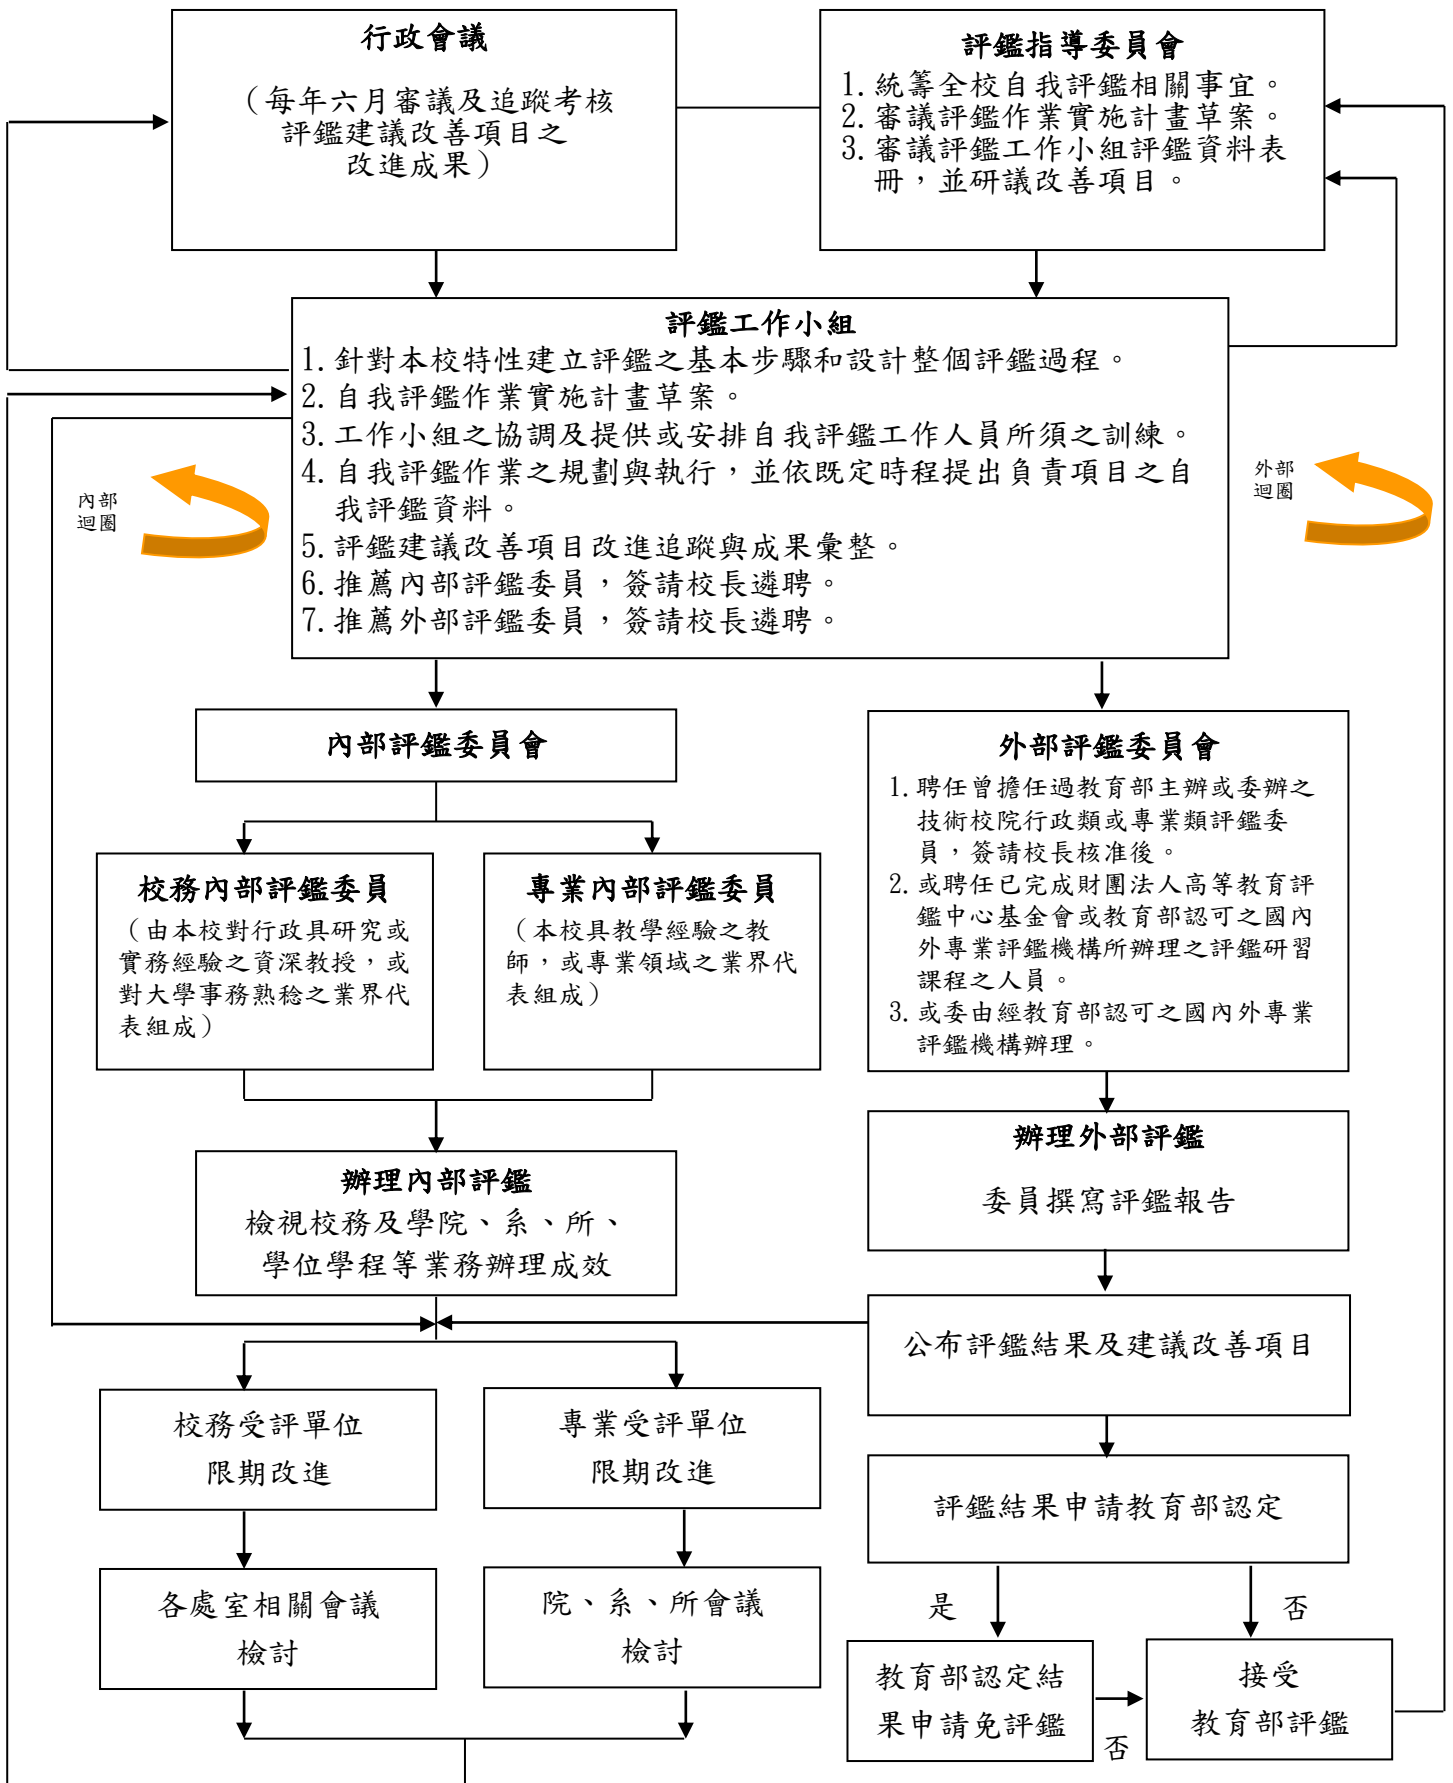 行政會議
（每年六月審議及追蹤考核
評鑑建議改善項目之
改進成果）
評鑑指導委員會
1.統籌全校自我評鑑相關事宜。
2.審議評鑑作業實施計畫草案。
3.審議評鑑工作小組評鑑資料表
冊，並研議改善項目。
評鑑工作小組
1.針對本校特性建立評鑑之基本步驟和設計整個評鑑過程。
2.自我評鑑作業實施計畫草案。
3.工作小組之協調及提供或安排自我評鑑工作人員所須之訓練。
4.自我評鑑作業之規劃與執行，並依既定時程提出負責項目之自
我評鑑資料。
5.評鑑建議改善項目改進追蹤與成果彙整。
6.推薦內部評鑑委員，簽請校長遴聘。
7.推薦外部評鑑委員，簽請校長遴聘。
內部
迴圈
外部
迴圈
內部評鑑委員會
校務內部評鑑委員
（由本校對行政具研究或
實務經驗之資深教授，或
對大學事務熟稔之業界代
表組成）
專業內部評鑑委員
（本校具教學經驗之教
師，或專業領域之業界代
表組成）
外部評鑑委員會
1.聘任曾擔任過教育部主辦或委辦之
技術校院行政類或專業類評鑑委
員，簽請校長核准後。
2.或聘任已完成財團法人高等教育評
鑑中心基金會或教育部認可之國內
外專業評鑑機構所辦理之評鑑研習
課程之人員。
3.或委由經教育部認可之國內外專業
評鑑機構辦理。
辦理內部評鑑
檢視校務及學院、系、所、
學位學程等業務辦理成效
辦理外部評鑑
委員撰寫評鑑報告
公布評鑑結果及建議改善項目
校務受評單位
限期改進
專業受評單位
限期改進
評鑑結果申請教育部認定
各處室相關會議
檢討
院、系、所會議
檢討
是
否
教育部認定結
果申請免評鑑
否
接受
教育部評鑑